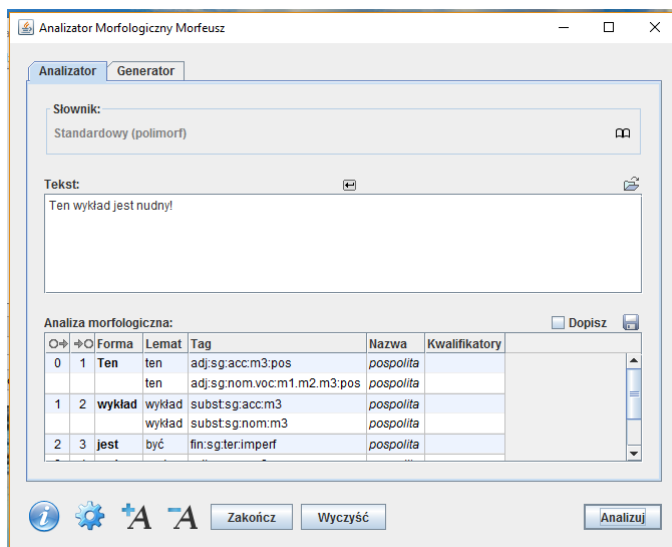 Analizator Morfologiczny Morfeusz
Analizator Generator
Słownik:
Standardowy (polimorf)
Tekst:
Ten wykład jest nudny!
Analiza morfologiczna: Dopisz
Forma Lemat Tag Nazwa Kwalifikatory
0 1 Ten ten adj:sg:acc:m3:pos pospolita
ten adj:sg:nom.voc:m1.m2.m3:pos pospolita
1 2 wykład wykład subst:sg:acc:m3 pospolita
wykład subst:sg:nom:m3 pospolita
2 3 jest być fin:sg:ter:imperf pospolita
+A -A Zakończ Wyczyść Analizuj